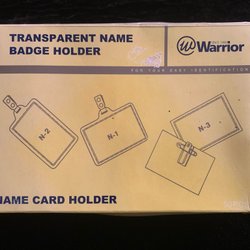 TRANSPARENT NAME
BADGE HOLDER
Warrior
FOR YOUR EASY IDENTIFICATION
N-2
N-1
N-3
NAME CARD HOLDER